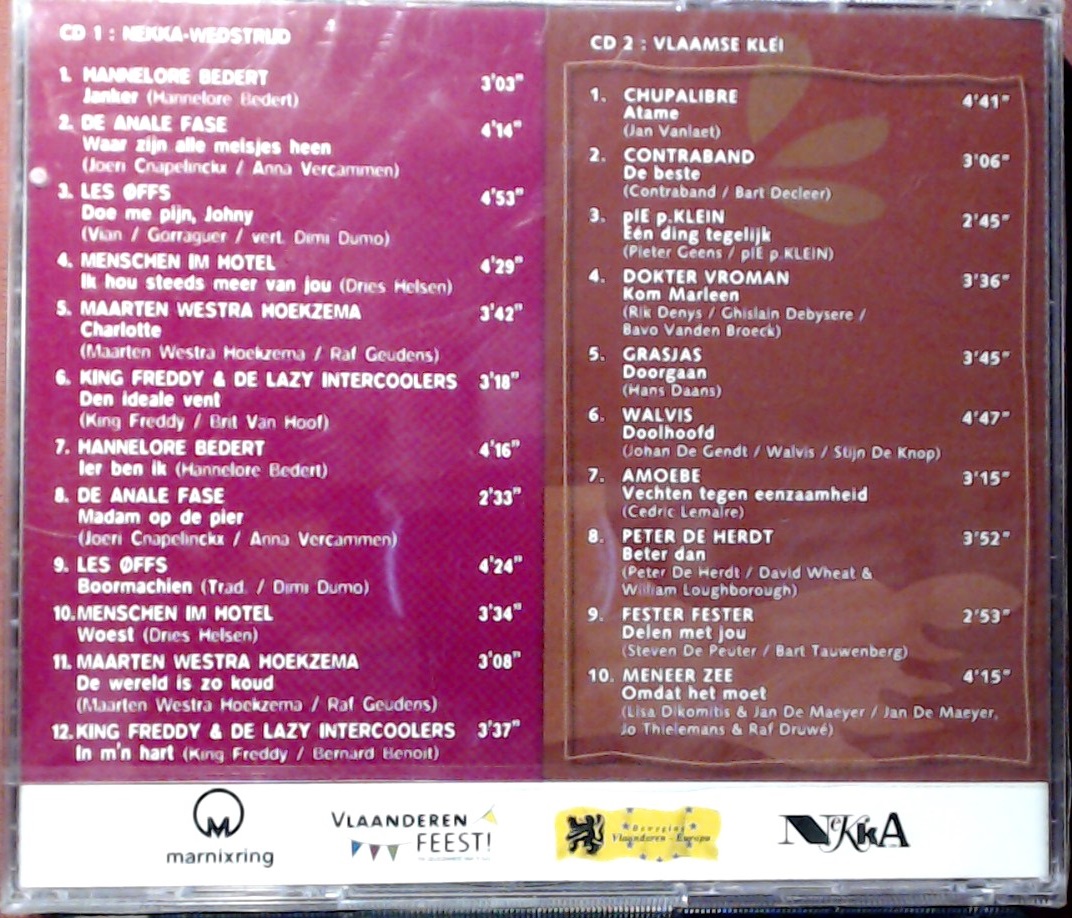 CD 1 : NEKKA-WEDSTRIJD
1. HANNELORE BEDERT 3'03"
Janker (Hannelore Bedert)
2. DE ANALE FASE 4'14"
Waar zijn alle meisjes heen
(Joeri Cnapelinckx / Anna Vercammen)
3. LES ØFFS 4'53"
Doe me pijn, Johny
(Vian / Gorraguer / vert. Dimi Dumo)
4. MENSCHEN IM HOTEL 4'29"
Ik hou steeds meer van jou (Dries Helsen)
5. MAARTEN WESTRA HOEKZEMA 3'42"
Charlotte
(Maarten Westra Hoekzema / Raf Geudens)
6. KING FREDDY & DE LAZY INTERCOOLERS 3'18"
Den ideale vent
(King Freddy / Brit Van Hoof)
7. HANNELORE BEDERT 4'16"
Ier ben ik (Hannelore Bedert)
8. DE ANALE FASE 2'33"
Madam op de pier
(Joeri Cnapelinckx / Anna Vercammen)
9. LES ØFFS 4'24"
Boormachien (Trad. / Dimi Dumo)
10. MENSCHEN IM HOTEL 3'34"
Woest (Dries Helsen)
11. MAARTEN WESTRA HOEKZEMA 3'08"
De wereld is zo koud
(Maarten Westra Hoekzema / Raf Geudens)
12. KING FREDDY & DE LAZY INTERCOOLERS 3'37"
In m'n hart (King Freddy / Bernard Benoit)
CD 2 : VLAAMSE KLEI
1. CHUPALIBRE 4'41"
Atame
(Jan Vanlaet)
2. CONTRABAND 3'06"
De beste
(Contraband / Bart Decleer)
3. pIE p.KLEIN 2'45"
Eén ding tegelijk
(Pieter Geens / pIE p.KLEIN)
4. DOKTER VROMAN 3'36"
Kom Marleen
(Rik Denys / Ghislain Debysere /
Bavo Vanden Broeck)
5. GRASJAS 3'45"
Doorgaan
(Hans Daans)
6. WALVIS 4'47"
Doolhoofd
(Johan De Gendt / Walvis / Stijn De Knop)
7. AMOEBE 3'15"
Vechten tegen eenzaamheid
(Cedric Lemaire)
8. PETER DE HERDT 3'52"
Beter dan
(Peter De Herdt / David Wheat &
William Loughborough)
9. FESTER FESTER 2'53"
Delen met jou
(Steven De Peuter / Bart Tauwenberg)
10. MENEER ZEE 4'15"
Omdat het moet
(Lisa Dikomitis & Jan De Maeyer / Jan De Maeyer,
Jo Thielemans & Raf Druwé)
marnixring
VLAANDEREN
FEEST!
Beweging
Vlaanderen - Europa
NeKKA